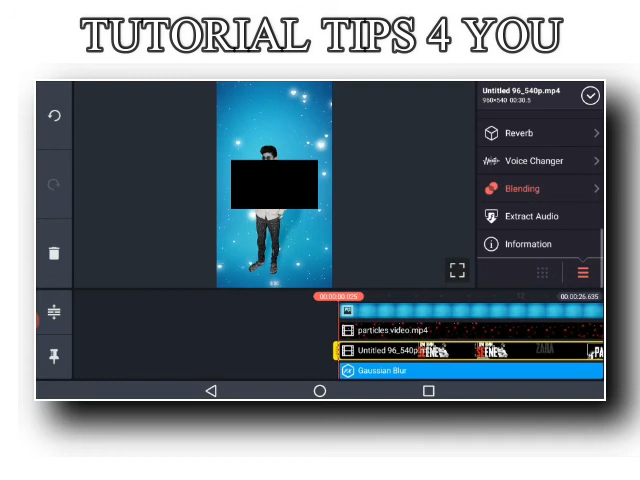 TUTORIAL TIPS 4 YOU
Untitled 96_540p.mp4
960×540 00:30.5
Reverb
Voice Changer
Blending
Extract Audio
Information
00:00:00.025
00:00:26.635
particles video.mp4
Untitled 96_540p
ZARA
Gaussian Blur